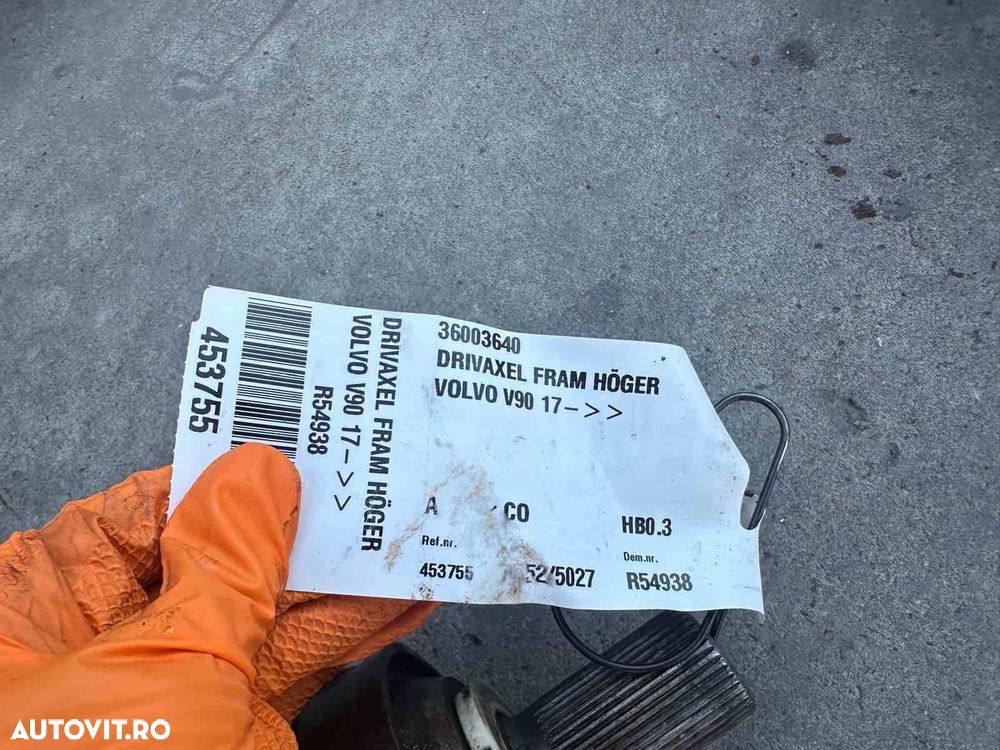 453755
R54938
VOLVO V90 17-> >
DRIVAXEL FRAM HÖGER
36003640
DRIVAXEL FRAM HÖGER
VOLVO V90 17-> >
A CO
HB0.3
Ref.nr.
Dem.nr.
453755 52/5027
R54938
AUTOVIT.RO